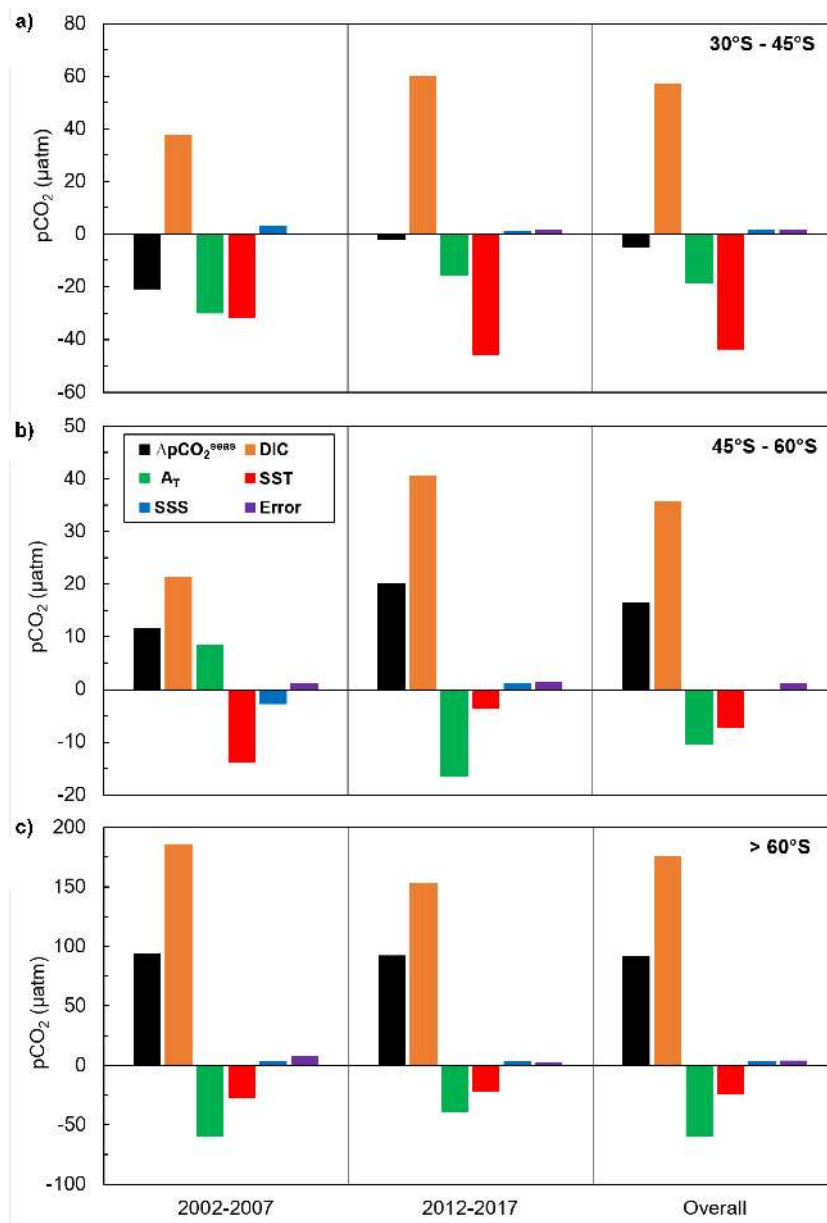 a)
80
60
40
20
0
-20
-40
-60
pCO₂ (µatm)
30°S - 45°S
b)
50
40
30
20
10
0
-10
-20
pCO₂ (µatm)
45°S - 60°S
ΔpCO₂ˢᵉᵃˢ DIC
A_T SST
SSS Error
c)
200
150
100
50
0
-50
-100
pCO₂ (µatm)
> 60°S
2002-2007 2012-2017 Overall